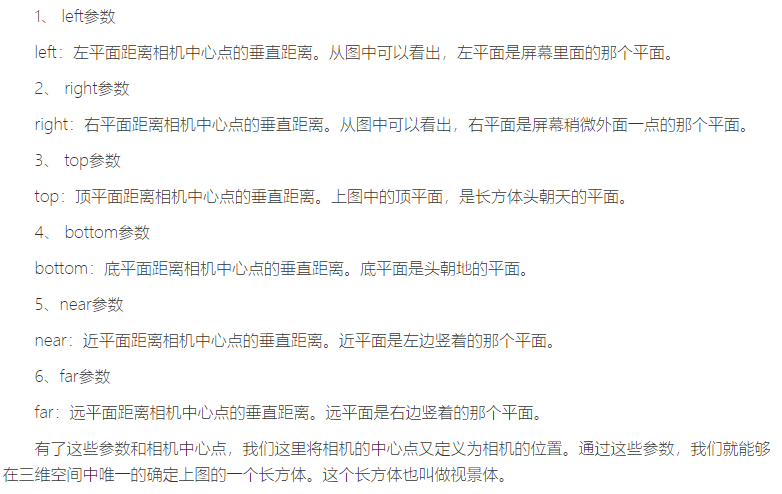 1、 left参数
left：左平面距离相机中心点的垂直距离。从图中可以看出，左平面是屏幕里面的那个平面。
2、 right参数
right：右平面距离相机中心点的垂直距离。从图中可以看出，右平面是屏幕稍微外面一点的那个平面。
3、 top参数
top：顶平面距离相机中心点的垂直距离。上图中的顶平面，是长方体头朝天的平面。
4、 bottom参数
bottom：底平面距离相机中心点的垂直距离。底平面是头朝地的平面。
5、near参数
near：近平面距离相机中心点的垂直距离。近平面是左边竖着的那个平面。
6、far参数
far：远平面距离相机中心点的垂直距离。远平面是右边竖着的那个平面。
有了这些参数和相机中心点，我们这里将相机的中心点又定义为相机的位置。通过这些参数，我们就能够
在三维空间中唯一的确定上图的一个长方体。这个长方体也叫做视景体。